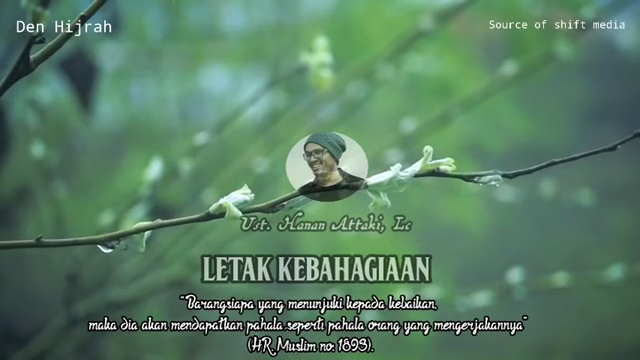 Den Hijrah
Source of shift media
Ust. Hanan Attaki, Lc
LETAK KEBAHAGIAAN
"Barangsiapa yang menunjuki kepada kebaikan,
maka dia akan mendapatkan pahala seperti pahala orang yang mengerjakannya"
(HR. Muslim no: 1893).